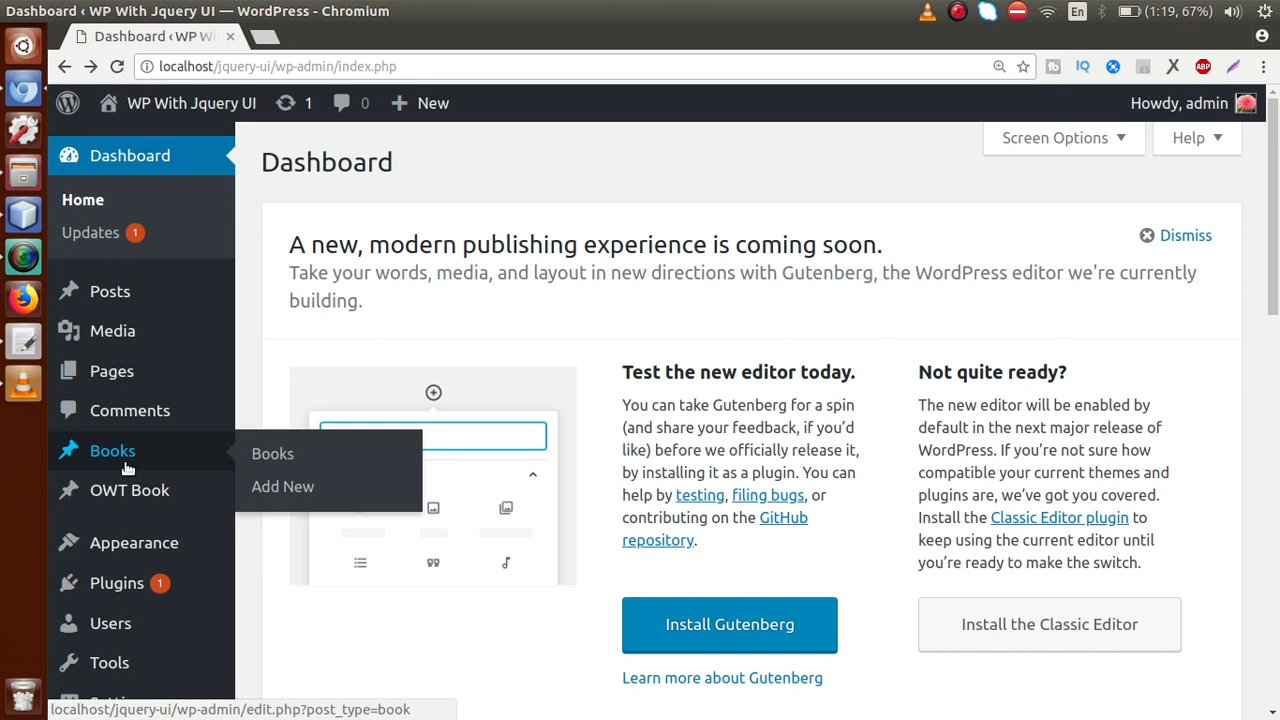 Dashboard ‹ WP With Jquery UI — WordPress - Chromium
En
(1:19, 67%)
Dashboard ‹ WP Wi
localhost/jquery-ui/wp-admin/index.php
IQ
ABP
WP With Jquery UI
1
0
New
Howdy, admin
Dashboard
Home
Updates 1
Posts
Media
Pages
Comments
Books
OWT Book
Appearance
Plugins 1
Users
Tools
Books
Add New
Screen Options
Help
Dashboard
A new, modern publishing experience is coming soon.
Dismiss
Take your words, media, and layout in new directions with Gutenberg, the WordPress editor we're currently
building.
Test the new editor today.
You can take Gutenberg for a spin
(and share your feedback, if you'd
like) before we officially release it,
by installing it as a plugin. You can
help by testing, filing bugs, or
contributing on the GitHub
repository.
Install Gutenberg
Learn more about Gutenberg
Not quite ready?
The new editor will be enabled by
default in the next major release of
WordPress. If you're not sure how
compatible your current themes and
plugins are, we've got you covered.
Install the Classic Editor plugin to
keep using the current editor until
you're ready to make the switch.
Install the Classic Editor
localhost/jquery-ui/wp-admin/edit.php?post_type=book